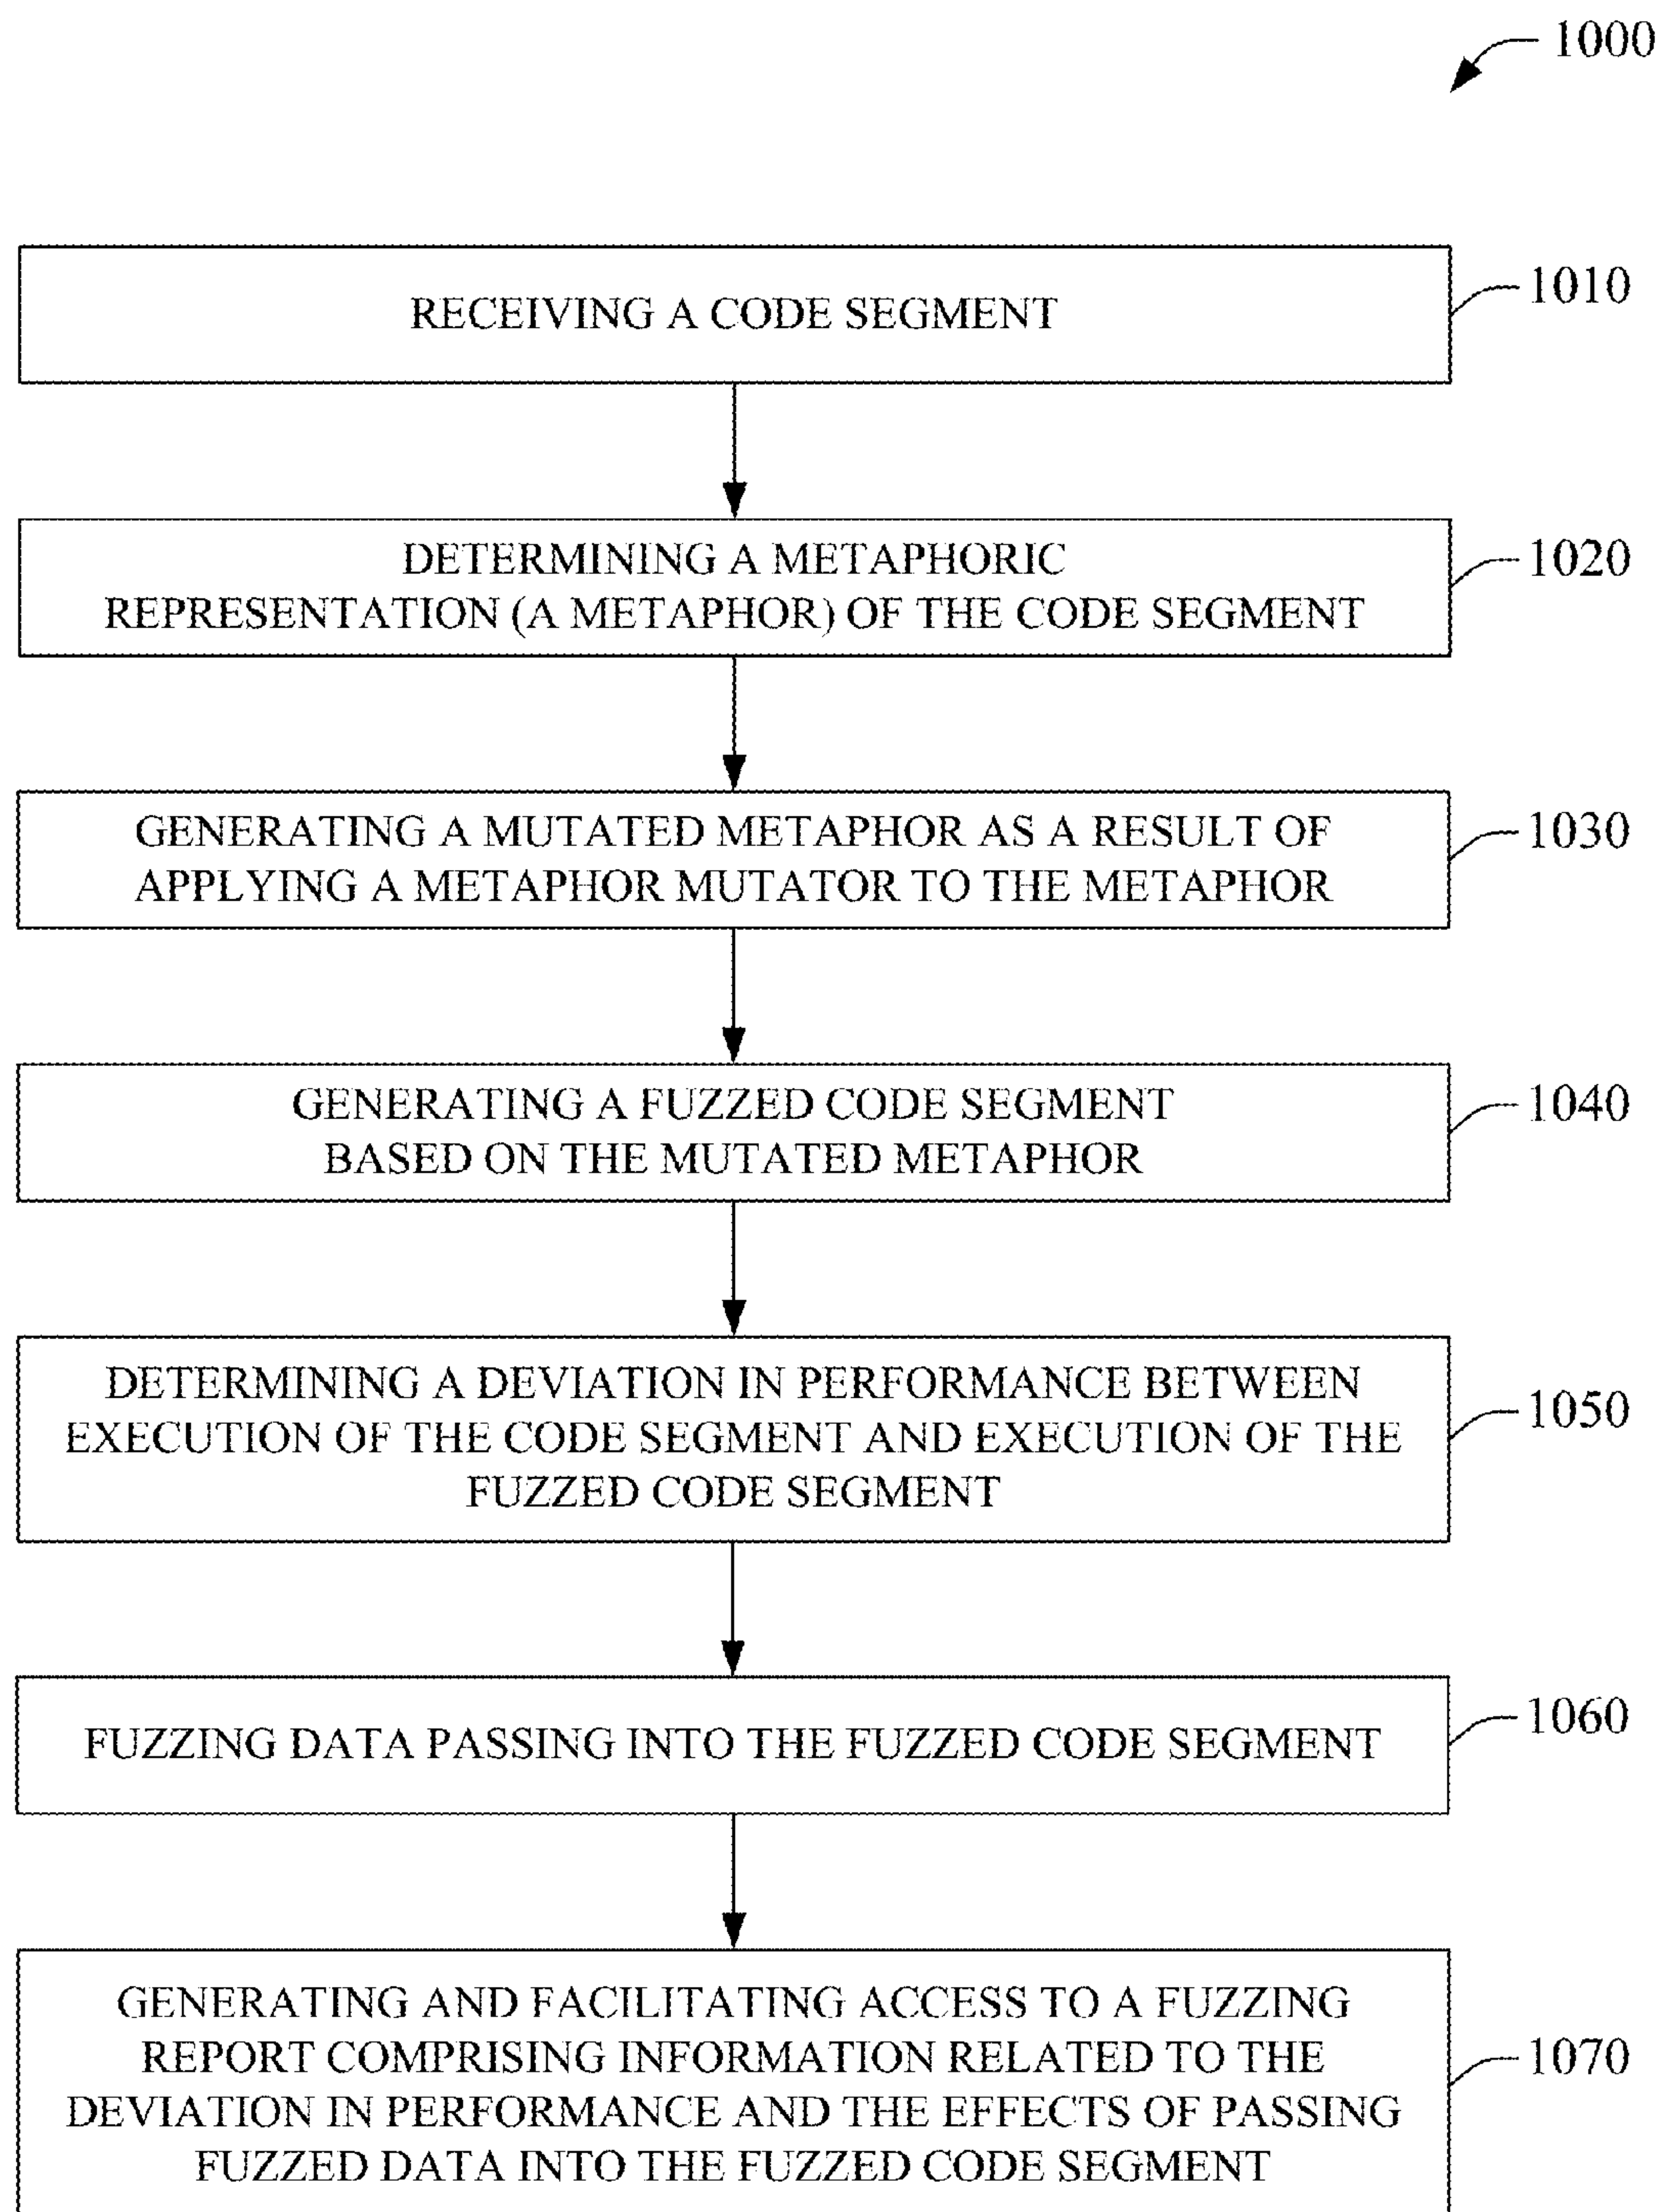 1000
RECEIVING A CODE SEGMENT
1010
DETERMINING A METAPHORIC
REPRESENTATION (A METAPHOR) OF THE CODE SEGMENT
1020
GENERATING A MUTATED METAPHOR AS A RESULT OF
APPLYING A METAPHOR MUTATOR TO THE METAPHOR
1030
GENERATING A FUZZED CODE SEGMENT
BASED ON THE MUTATED METAPHOR
1040
DETERMINING A DEVIATION IN PERFORMANCE BETWEEN
EXECUTION OF THE CODE SEGMENT AND EXECUTION OF THE
FUZZED CODE SEGMENT
1050
FUZZING DATA PASSING INTO THE FUZZED CODE SEGMENT
1060
GENERATING AND FACILITATING ACCESS TO A FUZZING
REPORT COMPRISING INFORMATION RELATED TO THE
DEVIATION IN PERFORMANCE AND THE EFFECTS OF PASSING
FUZZED DATA INTO THE FUZZED CODE SEGMENT
1070